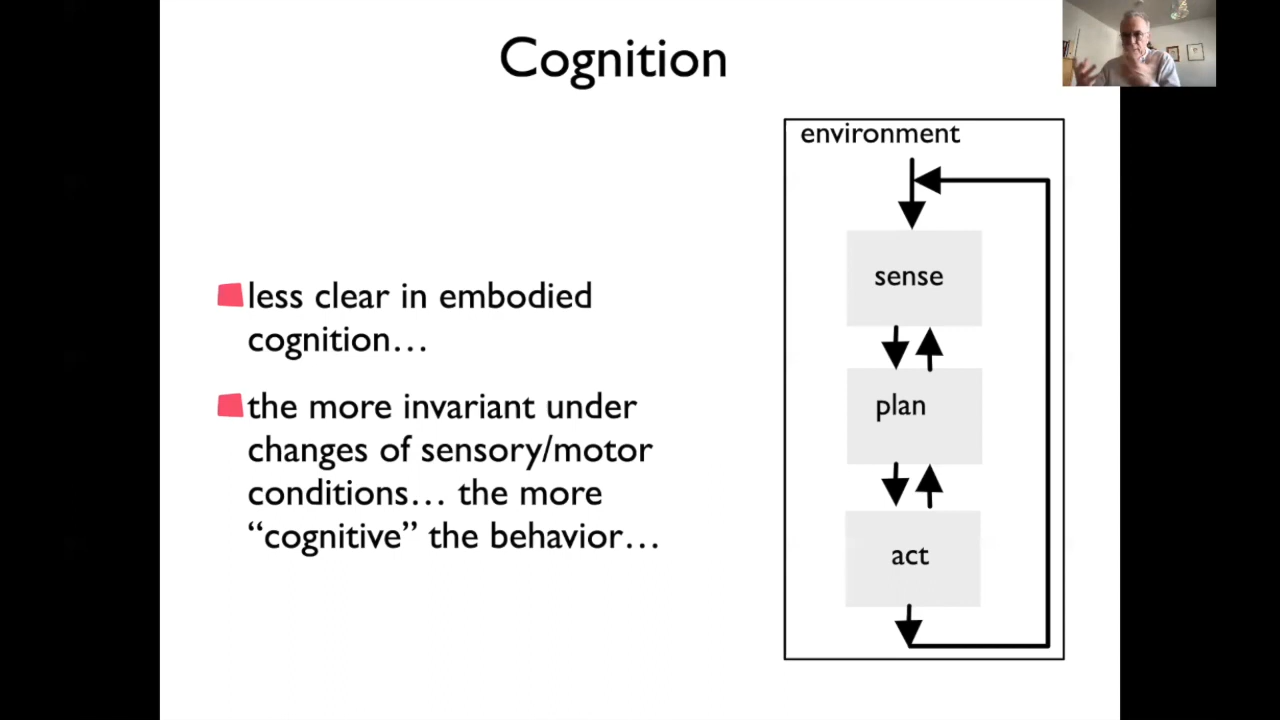 Cognition
less clear in embodied
cognition…
the more invariant under
changes of sensory/motor
conditions… the more
“cognitive” the behavior…
environment
sense
plan
act